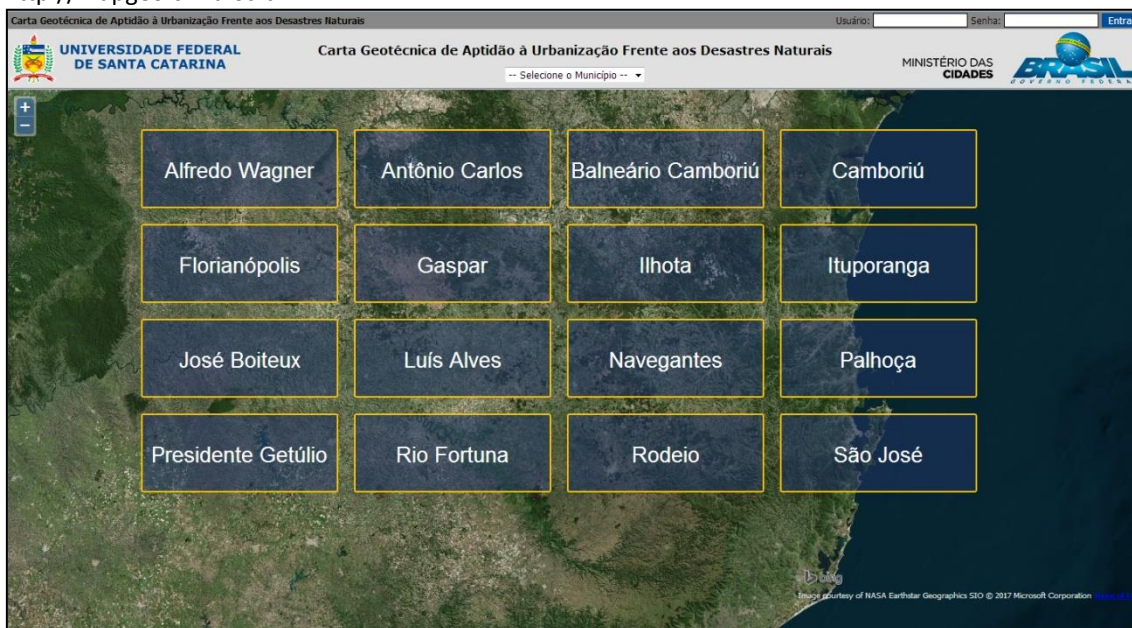 Carta Geotécnica de Aptidão à Urbanização Frente aos Desastres Naturais
Usuário:
Senha:
Entra
UNIVERSIDADE FEDERAL
DE SANTA CATARINA
Carta Geotécnica de Aptidão à Urbanização Frente aos Desastres Naturais
-- Selecione o Município --
MINISTÉRIO DAS
CIDADES
BRASIL
GOVERNO FEDERA
+
−
Alfredo Wagner
Antônio Carlos
Balneário Camboriú
Camboriú
Florianópolis
Gaspar
Ilhota
Ituporanga
José Boiteux
Luís Alves
Navegantes
Palhoça
Presidente Getúlio
Rio Fortuna
Rodeio
São José
bing
Image courtesy of NASA Earthstar Geographics SIO © 2017 Microsoft Corporation